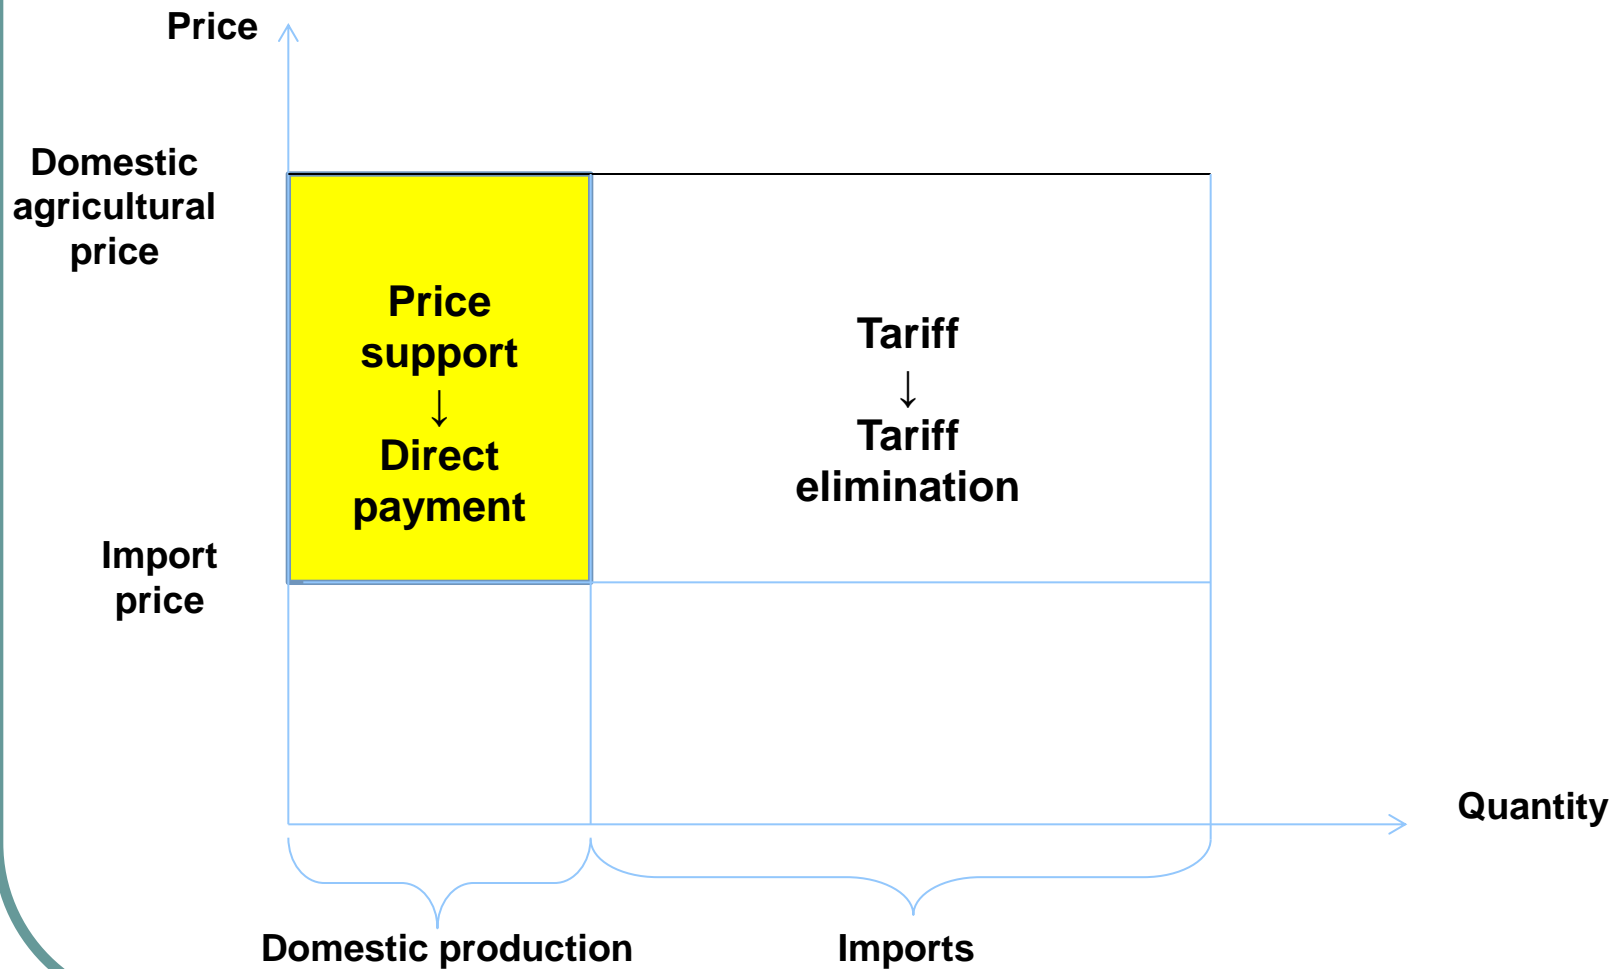 Price
Domestic
agricultural
price
Price
support
↓
Direct
payment
Tariff
↓
Tariff
elimination
Import
price
Quantity
Domestic production
Imports